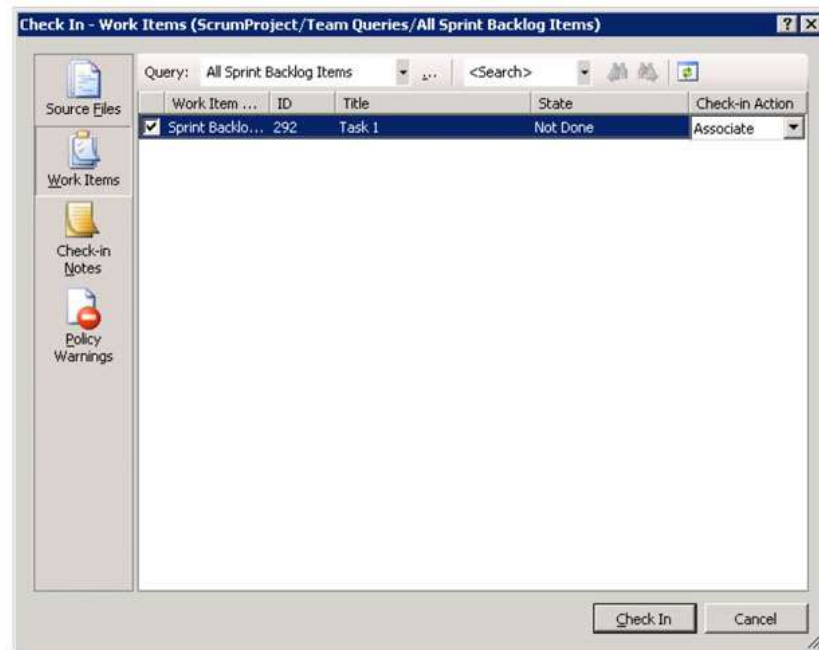 Check In - Work Items (ScrumProject/Team Queries/All Sprint Backlog Items)
Source Files
Work Items
Check-in
Notes
Policy
Warnings
Query: All Sprint Backlog Items ... <Search>
Work Item ... ID Title State Check-in Action
Sprint Backlo... 292 Task 1 Not Done Associate
Check In Cancel